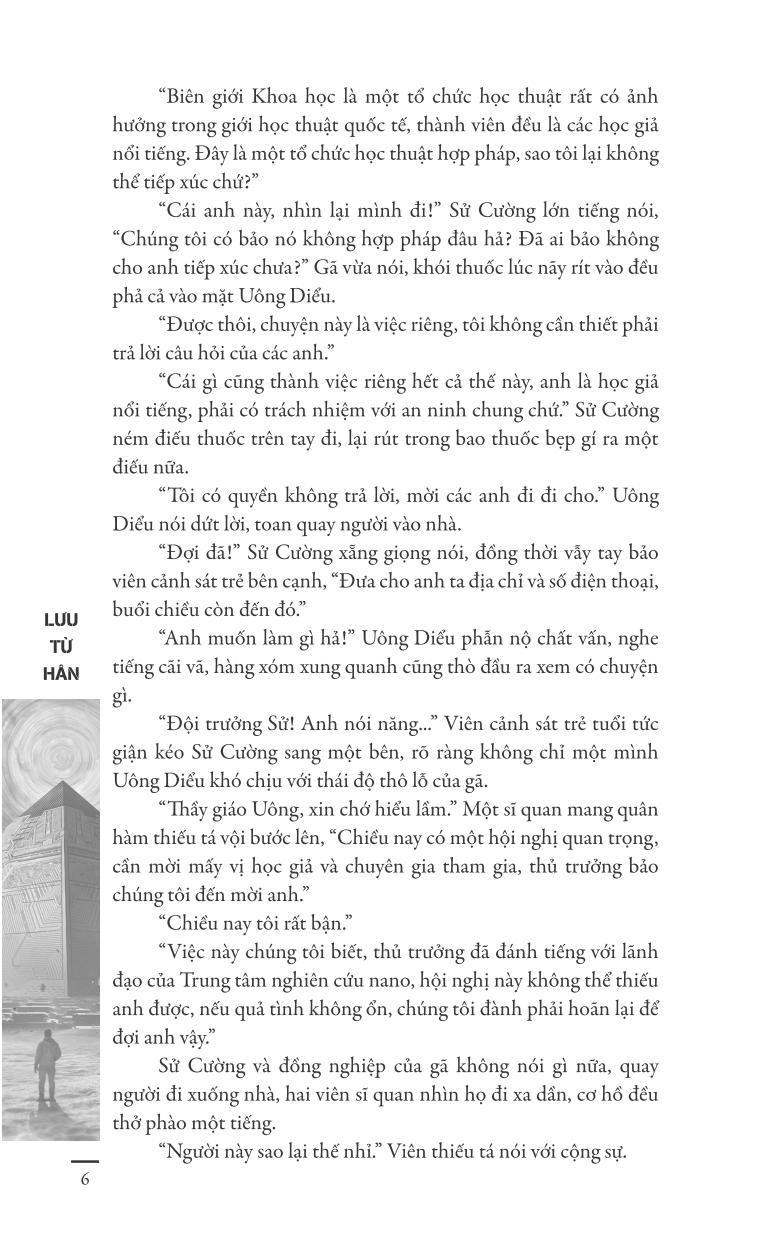 “Biên giới Khoa học là một tổ chức học thuật rất có ảnh
hưởng trong giới học thuật quốc tế, thành viên đều là các học giả
nổi tiếng. Đây là một tổ chức học thuật hợp pháp, sao tôi lại không
thể tiếp xúc chứ?”
“Cái anh này, nhìn lại mình đi!” Sử Cường lớn tiếng nói,
“Chúng tôi có bảo nó không hợp pháp đâu hả? Đã ai bảo không
cho anh tiếp xúc chưa?” Gã vừa nói, khói thuốc lúc nãy rít vào đều
phả cả vào mặt Uông Diểu.
“Được thôi, chuyện này là việc riêng, tôi không cần thiết phải
trả lời câu hỏi của các anh.”
“Cái gì cũng thành việc riêng hết cả thế này, anh là học giả
nổi tiếng, phải có trách nhiệm với an ninh chung chứ.” Sử Cường
ném điếu thuốc trên tay đi, lại rút trong bao thuốc bẹp gí ra một
điếu nữa.
“Tôi có quyền không trả lời, mời các anh đi đi cho.” Uông
Diểu nói dứt lời, toan quay người vào nhà.
“Đợi đã!” Sử Cường xẵng giọng nói, đồng thời vẫy tay bảo
viên cảnh sát trẻ bên cạnh, “Đưa cho anh ta địa chỉ và số điện thoại,
buổi chiều còn đến đó.”
“Anh muốn làm gì hả!” Uông Diểu phẫn nộ chất vấn, nghe
tiếng cãi vã, hàng xóm xung quanh cũng thò đầu ra xem có chuyện
gì.
“Đội trưởng Sử! Anh nói năng...” Viên cảnh sát trẻ tuổi tức
giận kéo Sử Cường sang một bên, rõ ràng không chỉ một mình
Uông Diểu khó chịu với thái độ thô lỗ của gã.
“Thầy giáo Uông, xin chớ hiểu lầm.” Một sĩ quan mang quân
hàm thiếu tá vội bước lên, “Chiều nay có một hội nghị quan trọng,
cần mời mấy vị học giả và chuyên gia tham gia, thủ trưởng bảo
chúng tôi đến mời anh.”
“Chiều nay tôi rất bận.”
“Việc này chúng tôi biết, thủ trưởng đã đánh tiếng với lãnh
đạo của Trung tâm nghiên cứu nano, hội nghị này không thể thiếu
anh được, nếu quả tình không ổn, chúng tôi đành phải hoãn lại để
đợi anh vậy.”
Sử Cường và đồng nghiệp của gã không nói gì nữa, quay
người đi xuống nhà, hai viên sĩ quan nhìn họ đi xa dần, cơ hồ đều
thở phào một tiếng.
“Người này sao lại thế nhỉ.” Viên thiếu tá nói với cộng sự.
LƯU
TỪ
HÂN
6